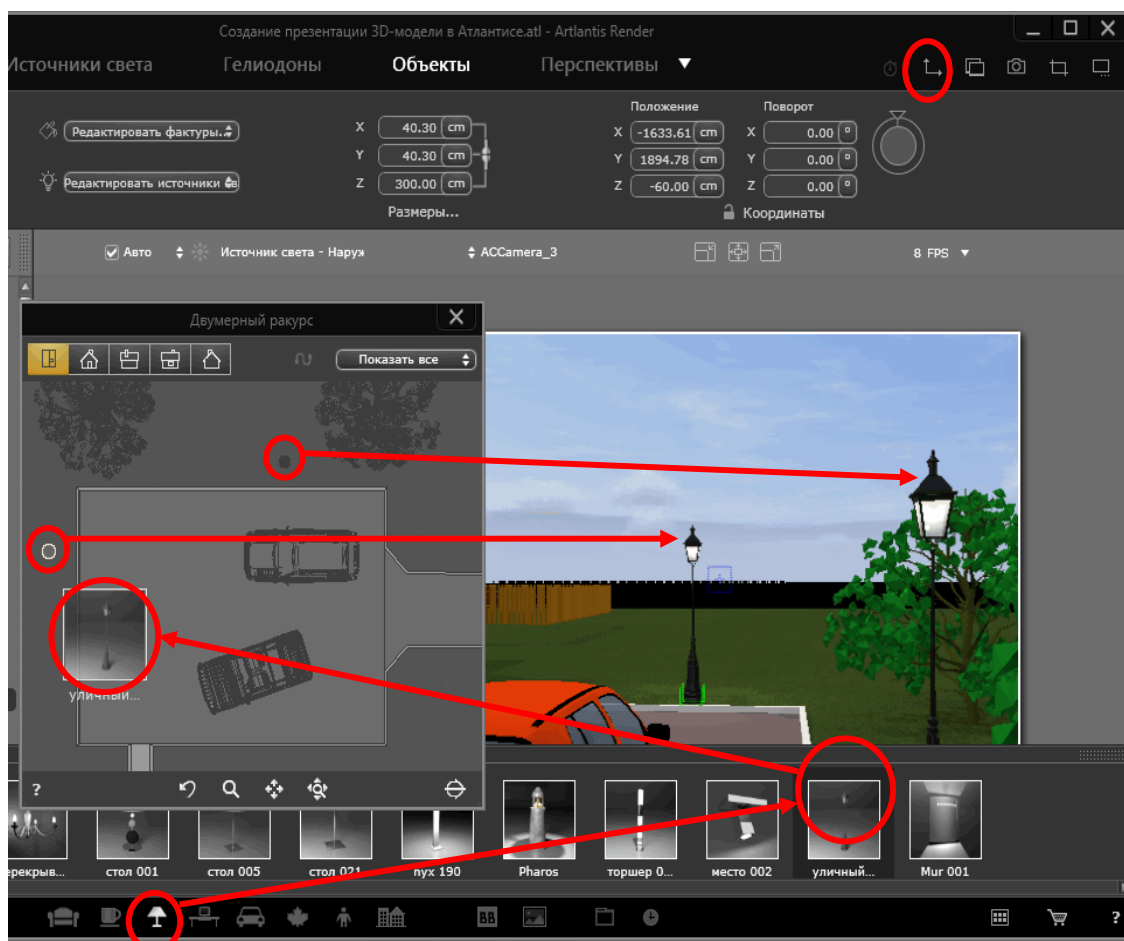 Создание презентации 3D-модели в Атлантисе.atl - Artlantis Render
Источники света Гелиодоны Объекты Перспективы ▼
Положение Поворот
Редактировать фактуры... X 40.30 cm X -1633.61 cm X 0.00 °
Y 40.30 cm Y 1894.78 cm Y 0.00 °
Редактировать источники св Z 300.00 cm Z -60.00 cm Z 0.00 °
Размеры... Координаты
Авто Источник света - Наруж ACCamera_3 8 FPS ▼
Двумерный ракурс
Показать все
уличный...
?
перекрыв... стол 001 стол 005 стол 021 nyx 190 Pharos торшер 0... место 002 уличный... Mur 001
BB ?